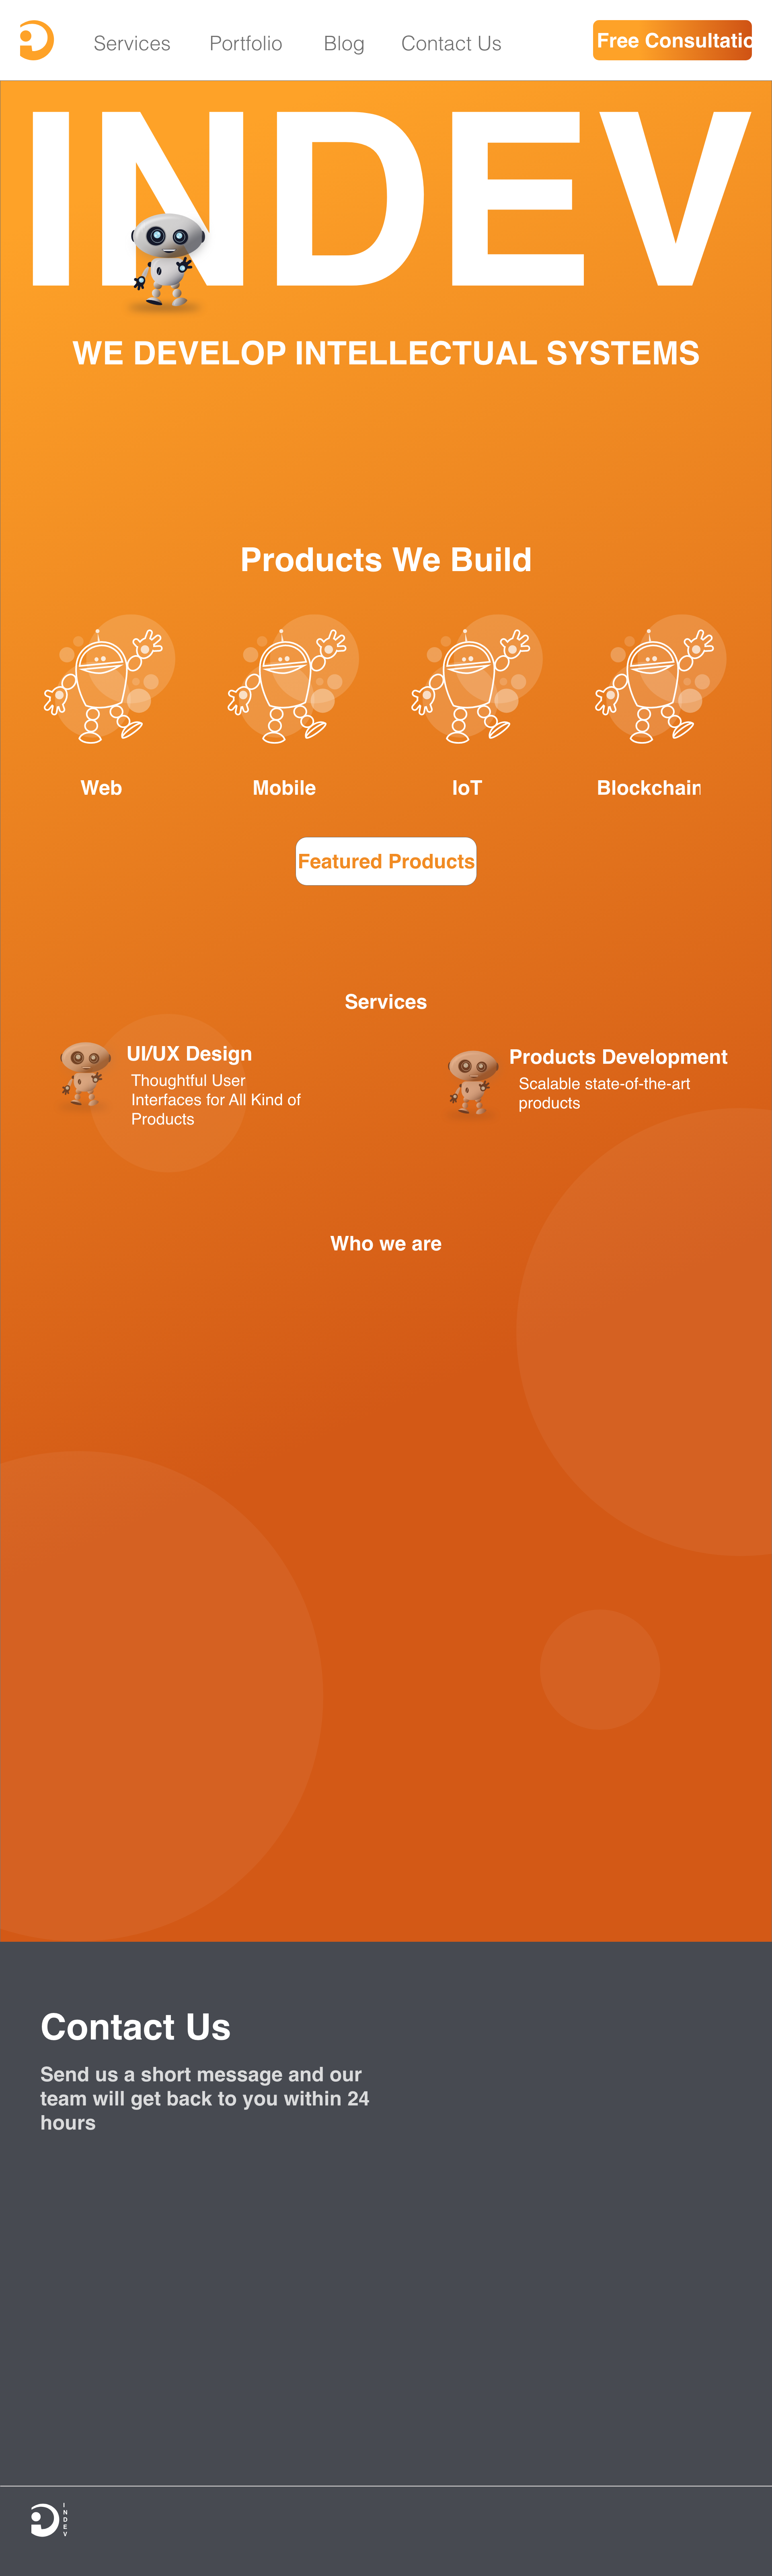 Services
Portfolio
Blog
Contact Us
Free Consultatio
INDEV
WE DEVELOP INTELLECTUAL SYSTEMS
Products We Build
Web
Mobile
IoT
Blockchain
Featured Products
Services
UI/UX Design
Thoughtful User
Interfaces for All Kind of
Products
Products Development
Scalable state-of-the-art
products
Who we are
Contact Us
Send us a short message and our
team will get back to you within 24
hours
INDEV